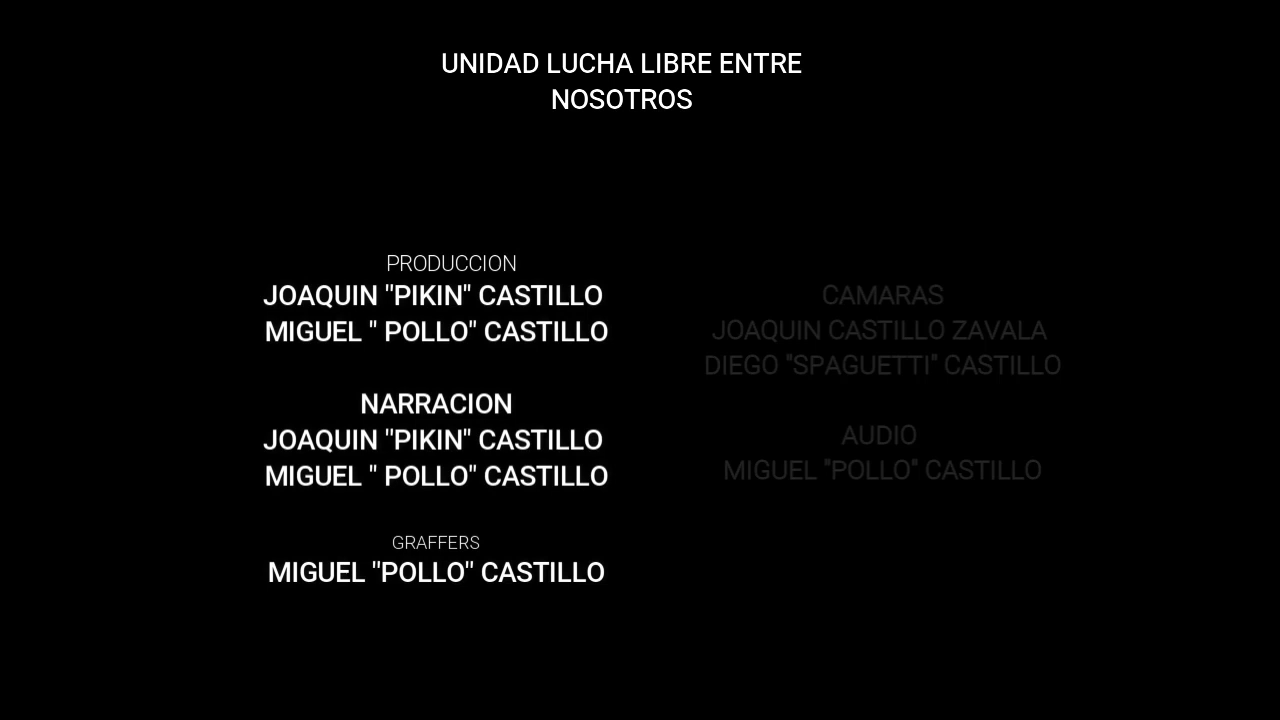 UNIDAD LUCHA LIBRE ENTRE
NOSOTROS
PRODUCCION
JOAQUIN "PIKIN" CASTILLO
MIGUEL " POLLO" CASTILLO
NARRACION
JOAQUIN "PIKIN" CASTILLO
MIGUEL " POLLO" CASTILLO
GRAFFERS
MIGUEL "POLLO" CASTILLO
CAMARAS
JOAQUIN CASTILLO ZAVALA
DIEGO "SPAGUETTI" CASTILLO
AUDIO
MIGUEL "POLLO" CASTILLO